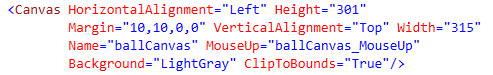 <Canvas HorizontalAlignment="Left" Height="301"
Margin="10,10,0,0" VerticalAlignment="Top" Width="315"
Name="ballCanvas" MouseUp="ballCanvas_MouseUp"
Background="LightGray" ClipToBounds="True"/>